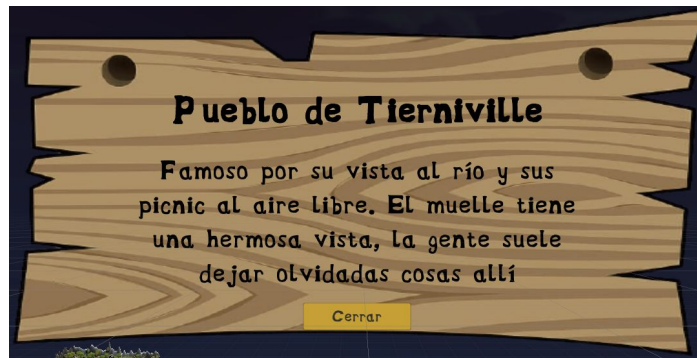 Pueblo de Tierniville
Famoso por su vista al río y sus
picnic al aire libre. El muelle tiene
una hermosa vista, la gente suele
dejar olvidadas cosas allí
Cerrar